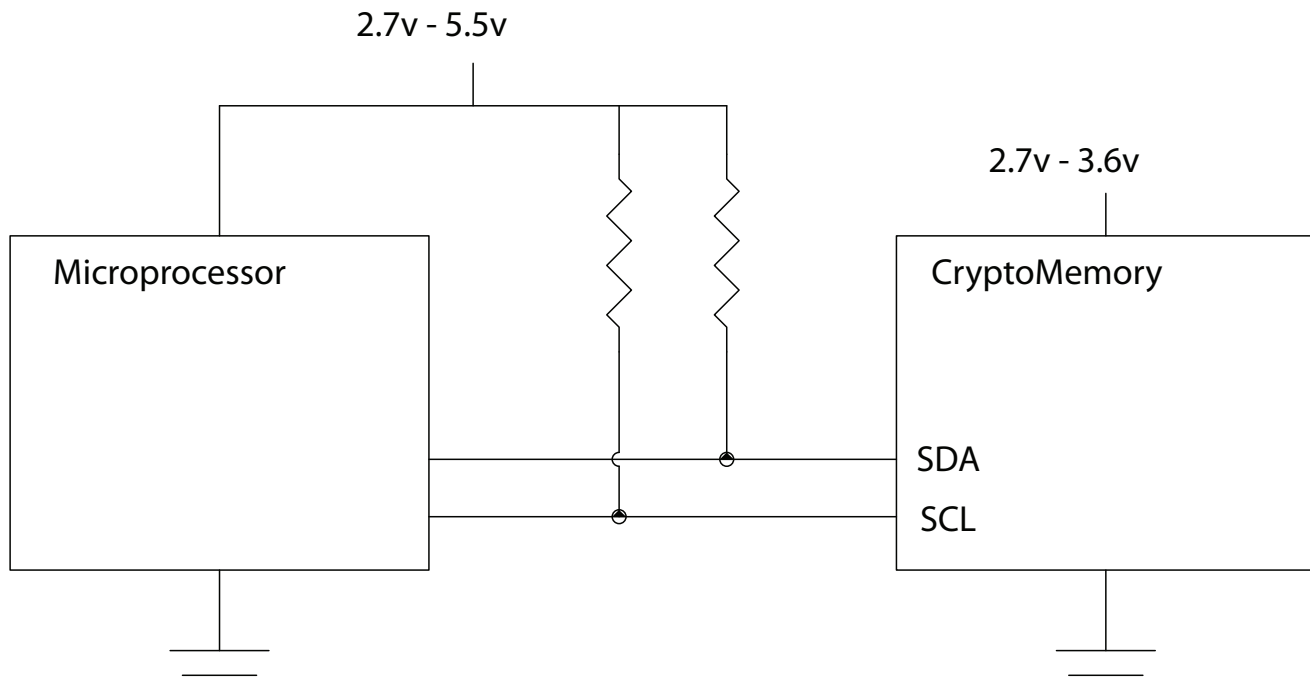 2.7v - 5.5v
2.7v - 3.6v
Microprocessor
CryptoMemory
SDA
SCL